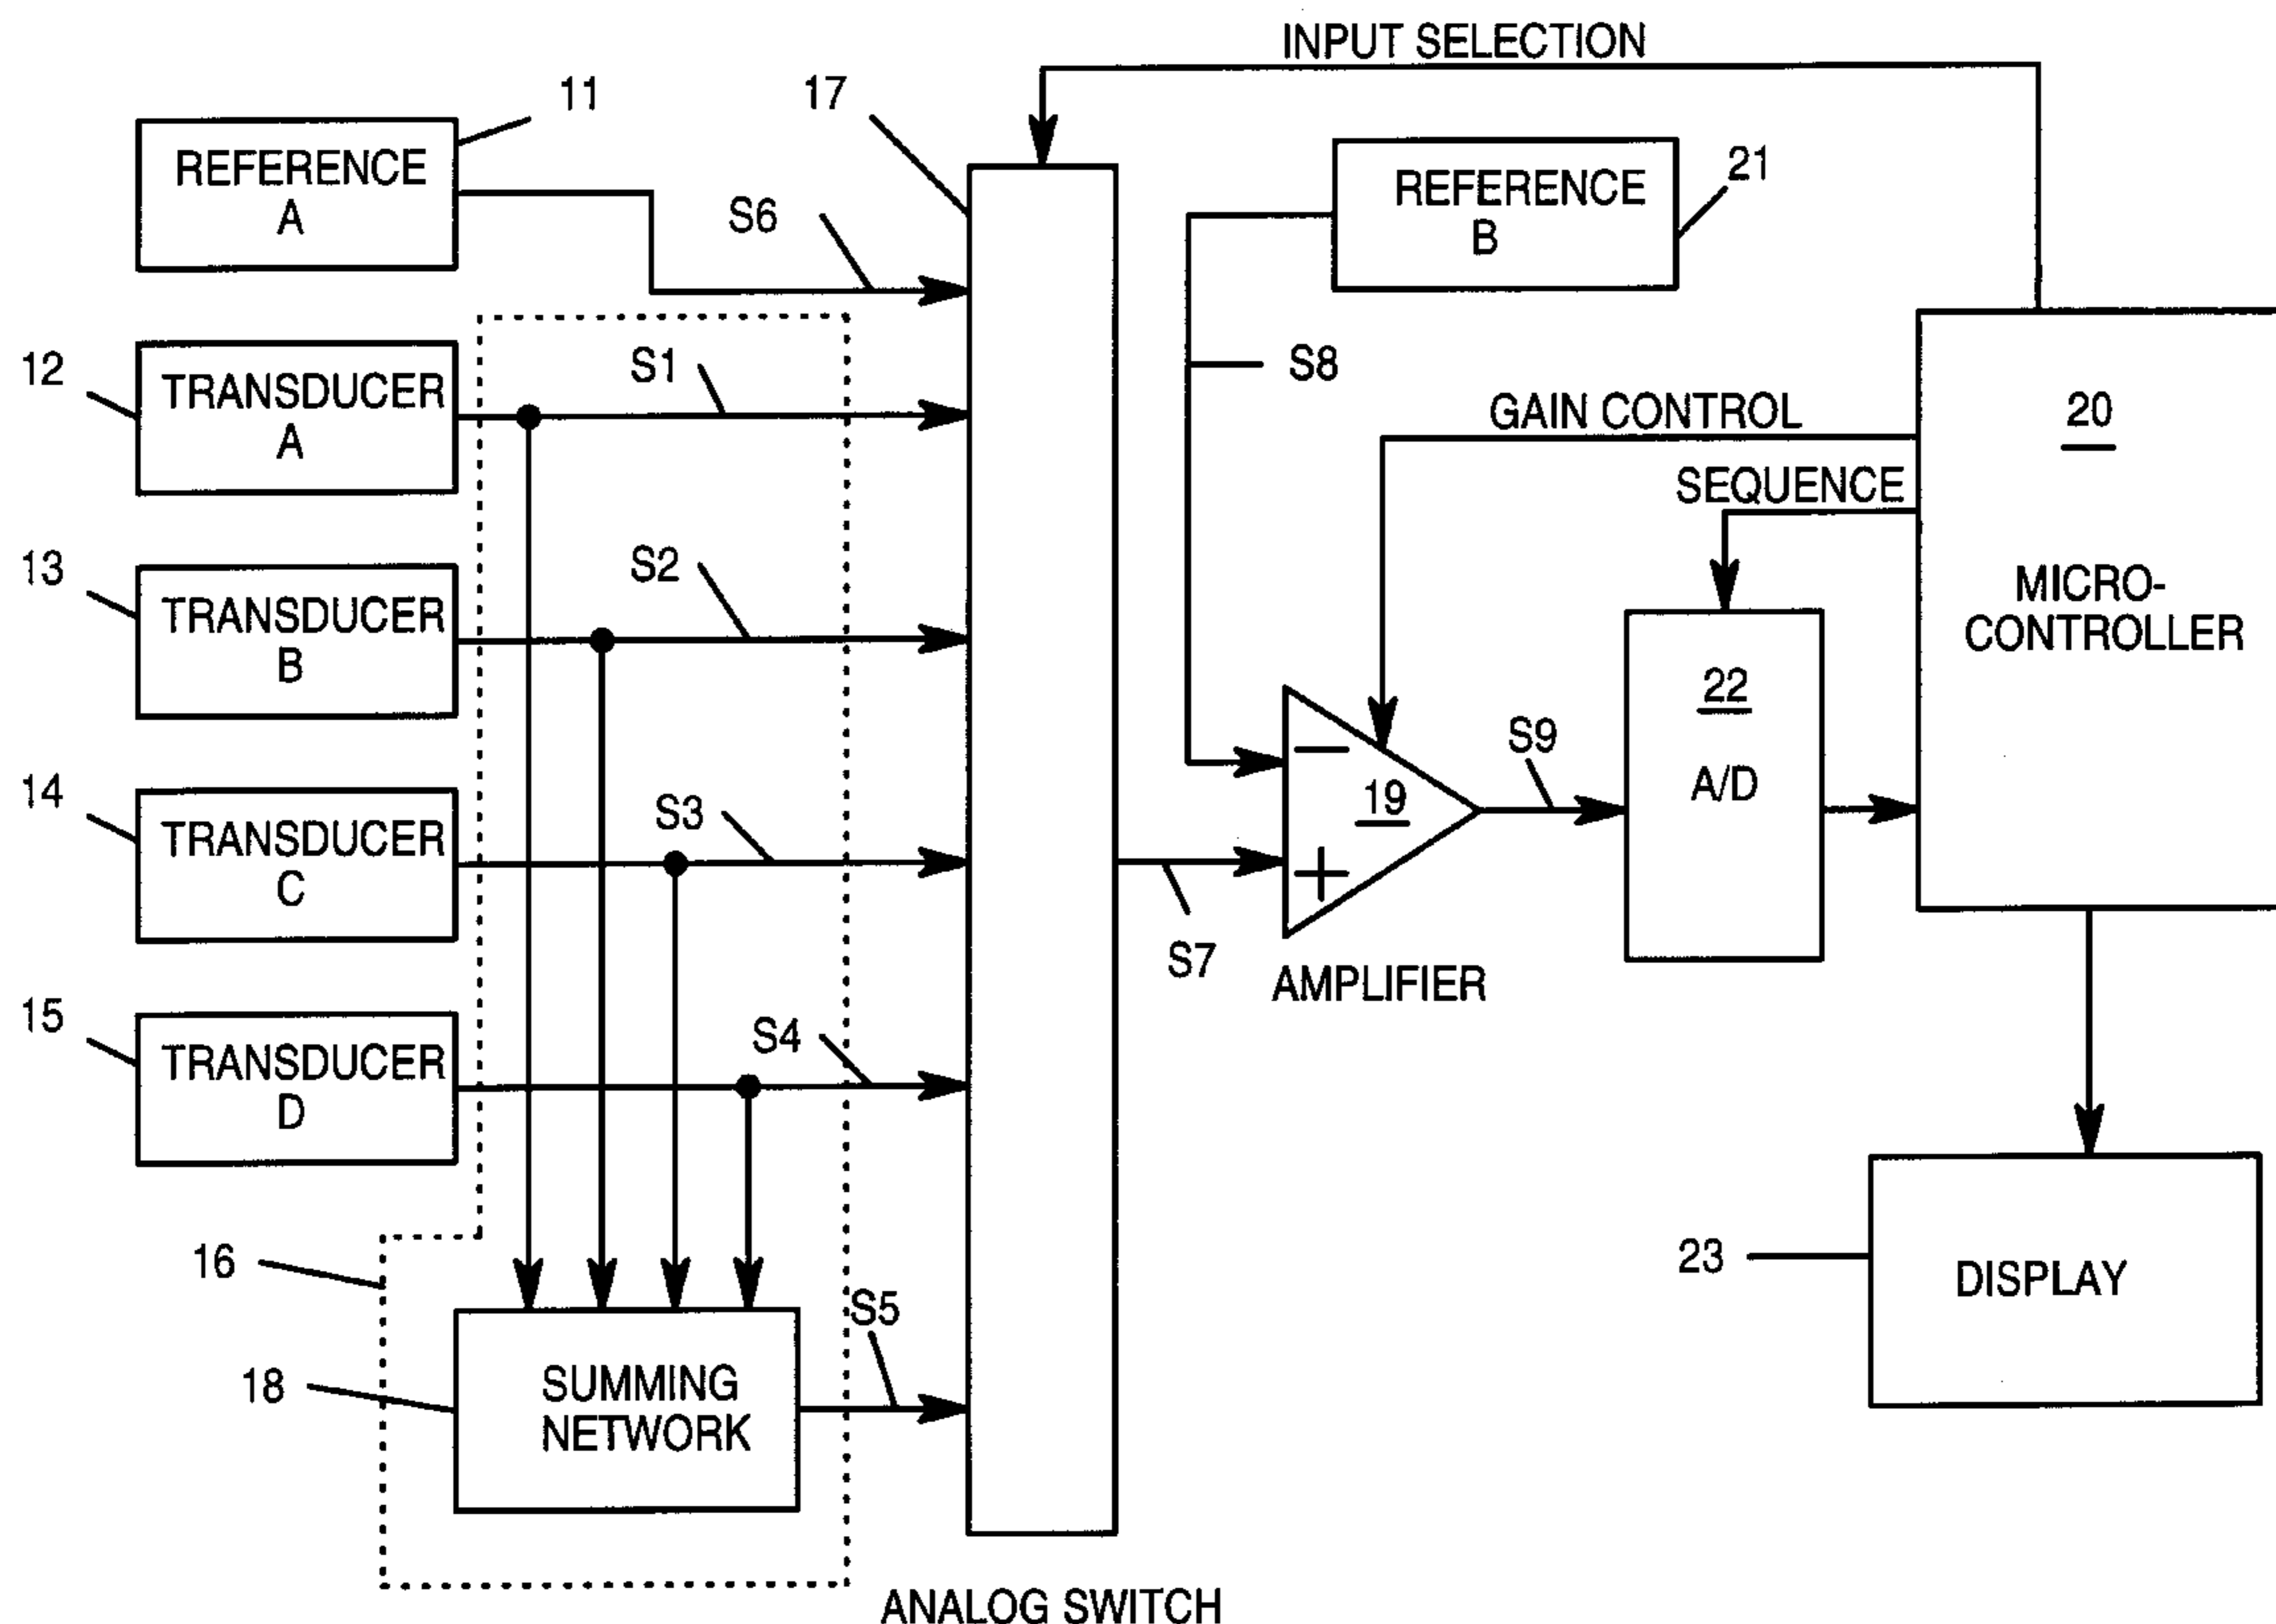 INPUT SELECTION
11
17
REFERENCE
A
S6
REFERENCE
B
21
12
TRANSDUCER
A
S1
S8
GAIN CONTROL
SEQUENCE
20
MICRO-
CONTROLLER
13
TRANSDUCER
B
S2
22
A/D
14
TRANSDUCER
C
S3
19
S9
S7
AMPLIFIER
15
TRANSDUCER
D
S4
16
18
SUMMING
NETWORK
S5
23
DISPLAY
ANALOG SWITCH